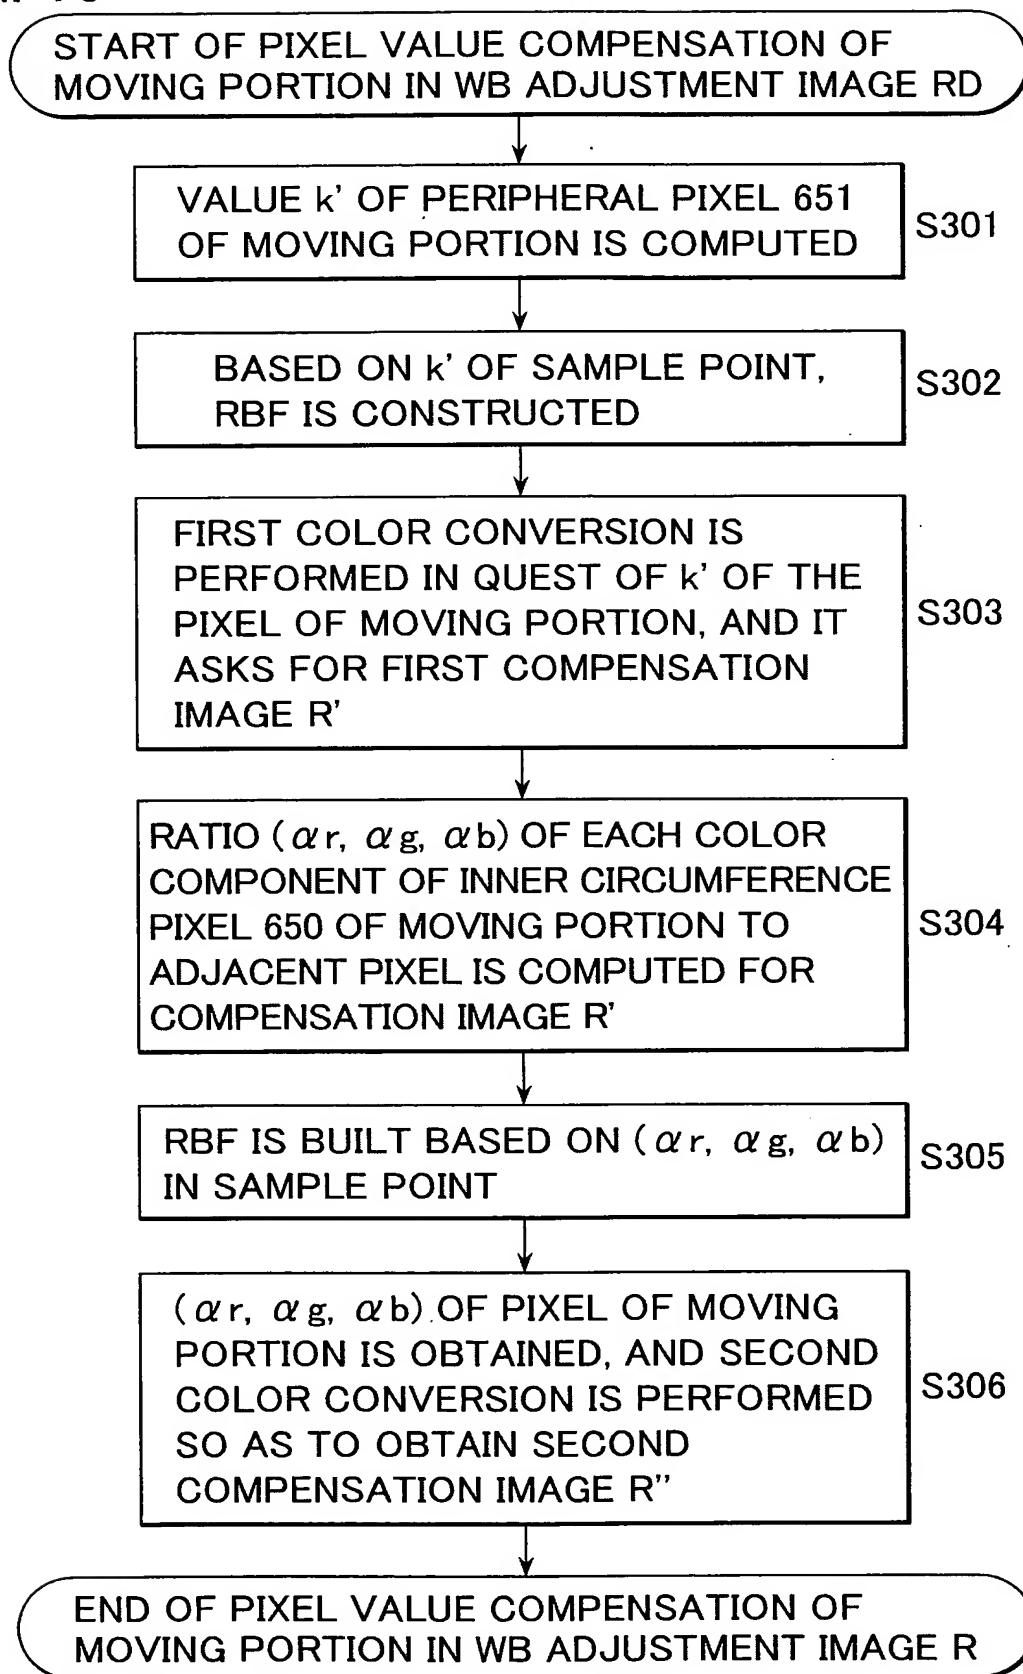 START OF PIXEL VALUE COMPENSATION OF
MOVING PORTION IN WB ADJUSTMENT IMAGE RD
VALUE k' OF PERIPHERAL PIXEL 651
OF MOVING PORTION IS COMPUTED
S301
BASED ON k' OF SAMPLE POINT,
RBF IS CONSTRUCTED
S302
FIRST COLOR CONVERSION IS
PERFORMED IN QUEST OF k' OF THE
PIXEL OF MOVING PORTION, AND IT
ASKS FOR FIRST COMPENSATION
IMAGE R'
S303
RATIO (αr, αg, αb) OF EACH COLOR
COMPONENT OF INNER CIRCUMFERENCE
PIXEL 650 OF MOVING PORTION TO
ADJACENT PIXEL IS COMPUTED FOR
COMPENSATION IMAGE R'
S304
RBF IS BUILT BASED ON (αr, αg, αb)
IN SAMPLE POINT
S305
(αr, αg, αb) OF PIXEL OF MOVING
PORTION IS OBTAINED, AND SECOND
COLOR CONVERSION IS PERFORMED
SO AS TO OBTAIN SECOND
COMPENSATION IMAGE R''
S306
END OF PIXEL VALUE COMPENSATION OF
MOVING PORTION IN WB ADJUSTMENT IMAGE R